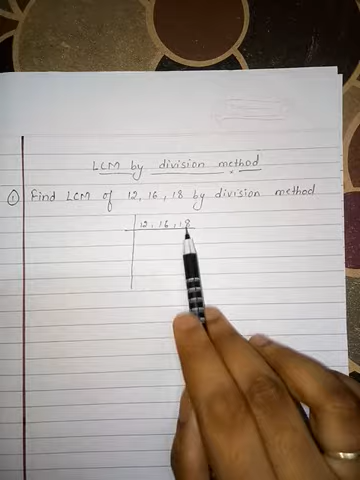 LCM by division method
① Find LCM of 12, 16, 18 by division method
12, 16, 18